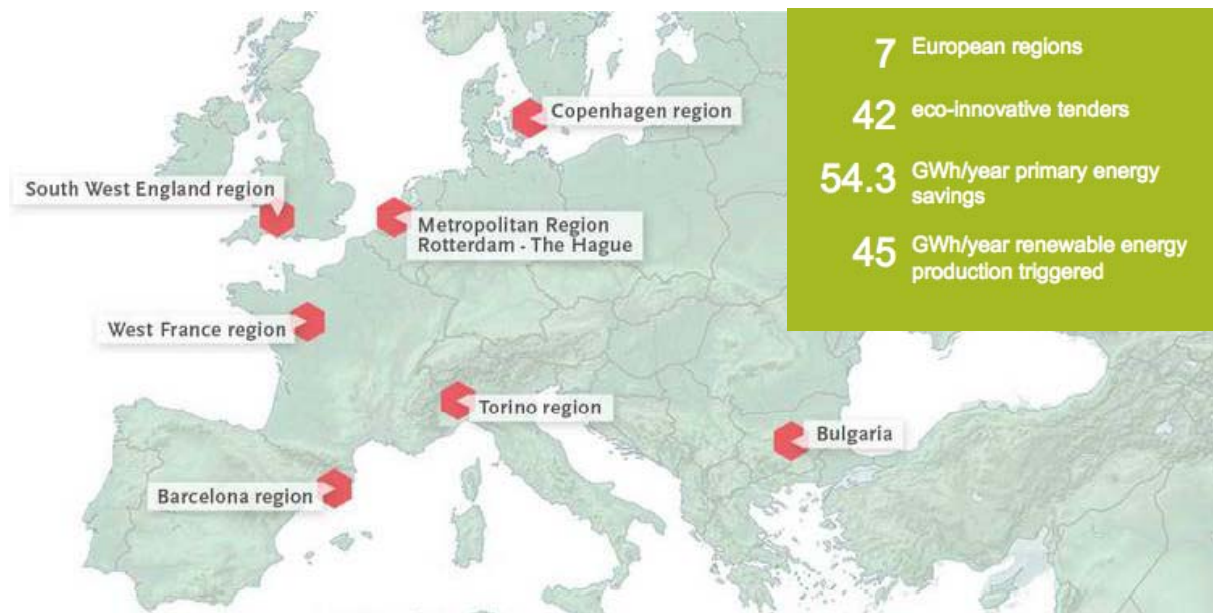 Copenhagen region
South West England region
Metropolitan Region
Rotterdam - The Hague
West France region
Torino region
Bulgaria
Barcelona region
7 European regions
42 eco-innovative tenders
54.3 GWh/year primary energy
savings
45 GWh/year renewable energy
production triggered